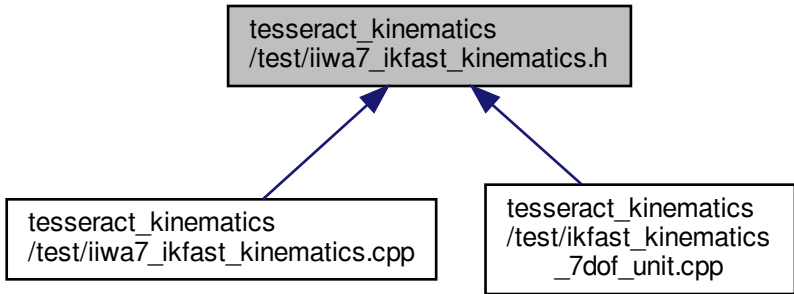 tesseract_kinematics
/test/iiwa7_ikfast_kinematics.h
tesseract_kinematics
/test/iiwa7_ikfast_kinematics.cpp
tesseract_kinematics
/test/ikfast_kinematics
_7dof_unit.cpp